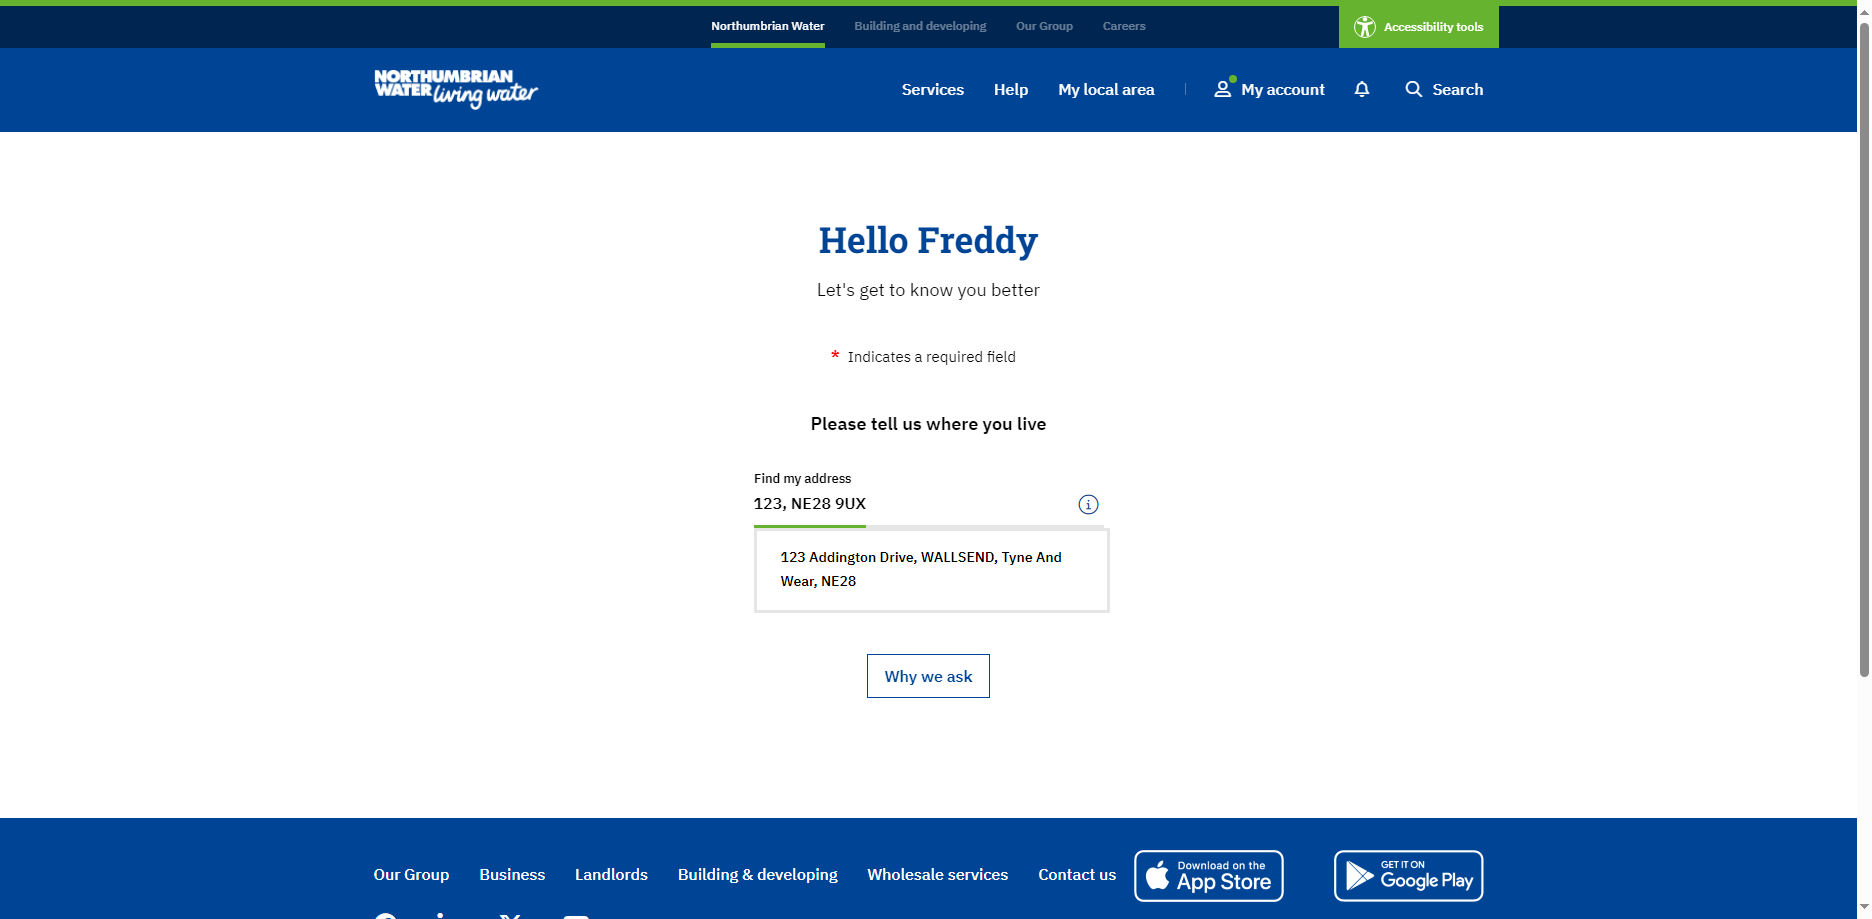 Northumbrian Water Building and developing Our Group Careers Accessibility tools
NORTHUMBRIAN
WATER living water
Services Help My local area My account Search
Hello Freddy
Let's get to know you better
* Indicates a required field
Please tell us where you live
Find my address
123, NE28 9UX
123 Addington Drive, WALLSEND, Tyne And
Wear, NE28
Why we ask
Our Group Business Landlords Building & developing Wholesale services Contact us
Download on the
App Store
GET IT ON
Google Play